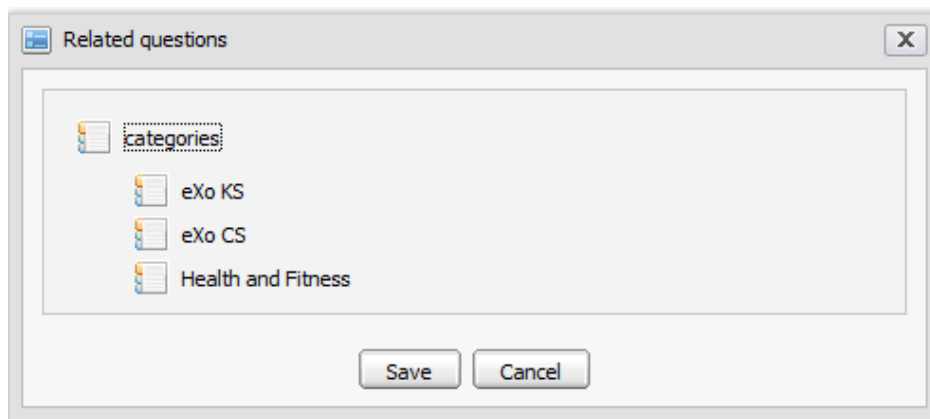 Related questions
X
categories
eXo KS
eXo CS
Health and Fitness
Save Cancel